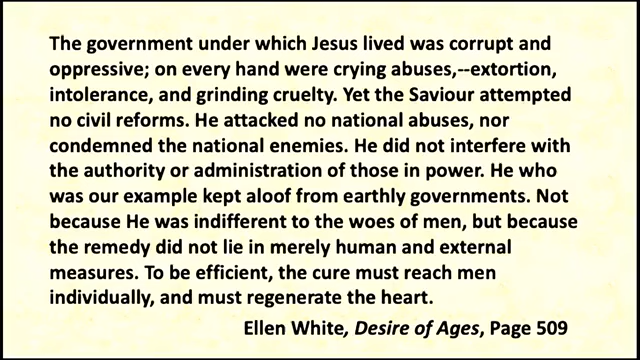 The government under which Jesus lived was corrupt and
oppressive; on every hand were crying abuses,--extortion,
intolerance, and grinding cruelty. Yet the Saviour attempted
no civil reforms. He attacked no national abuses, nor
condemned the national enemies. He did not interfere with
the authority or administration of those in power. He who
was our example kept aloof from earthly governments. Not
because He was indifferent to the woes of men, but because
the remedy did not lie in merely human and external
measures. To be efficient, the cure must reach men
individually, and must regenerate the heart.
Ellen White, Desire of Ages, Page 509